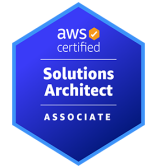 aws
certified
Solutions
Architect
ASSOCIATE